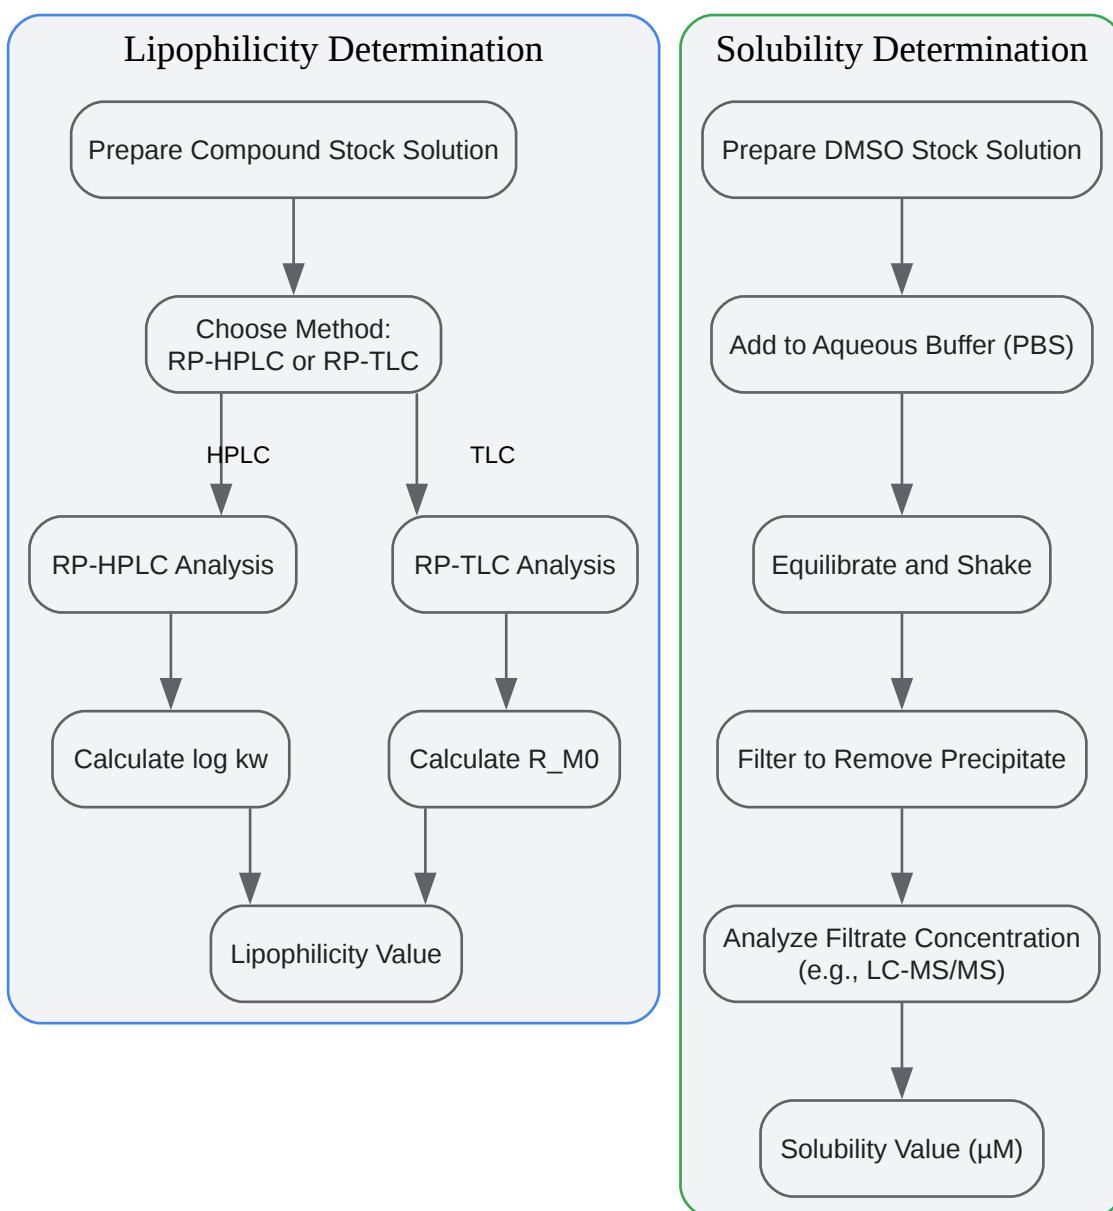 Lipophilicity Determination
Prepare Compound Stock Solution
Choose Method:
RP-HPLC or RP-TLC
HPLC
TLC
RP-HPLC Analysis
RP-TLC Analysis
Calculate log kw
Calculate R_M0
Lipophilicity Value
Solubility Determination
Prepare DMSO Stock Solution
Add to Aqueous Buffer (PBS)
Equilibrate and Shake
Filter to Remove Precipitate
Analyze Filtrate Concentration
(e.g., LC-MS/MS)
Solubility Value (µM)